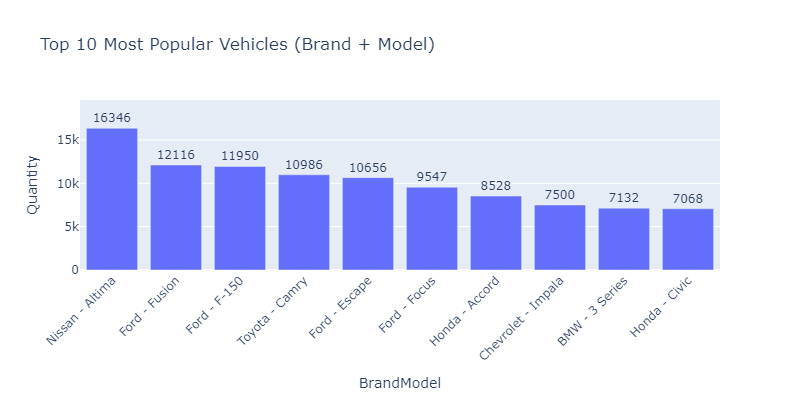 Top 10 Most Popular Vehicles (Brand + Model)
Quantity
15k
10k
5k
0
16346
12116
11950
10986
10656
9547
8528
7500
7132
7068
Nissan - Altima
Ford - Fusion
Ford - F-150
Toyota - Camry
Ford - Escape
Ford - Focus
Honda - Accord
Chevrolet - Impala
BMW - 3 Series
Honda - Civic
BrandModel